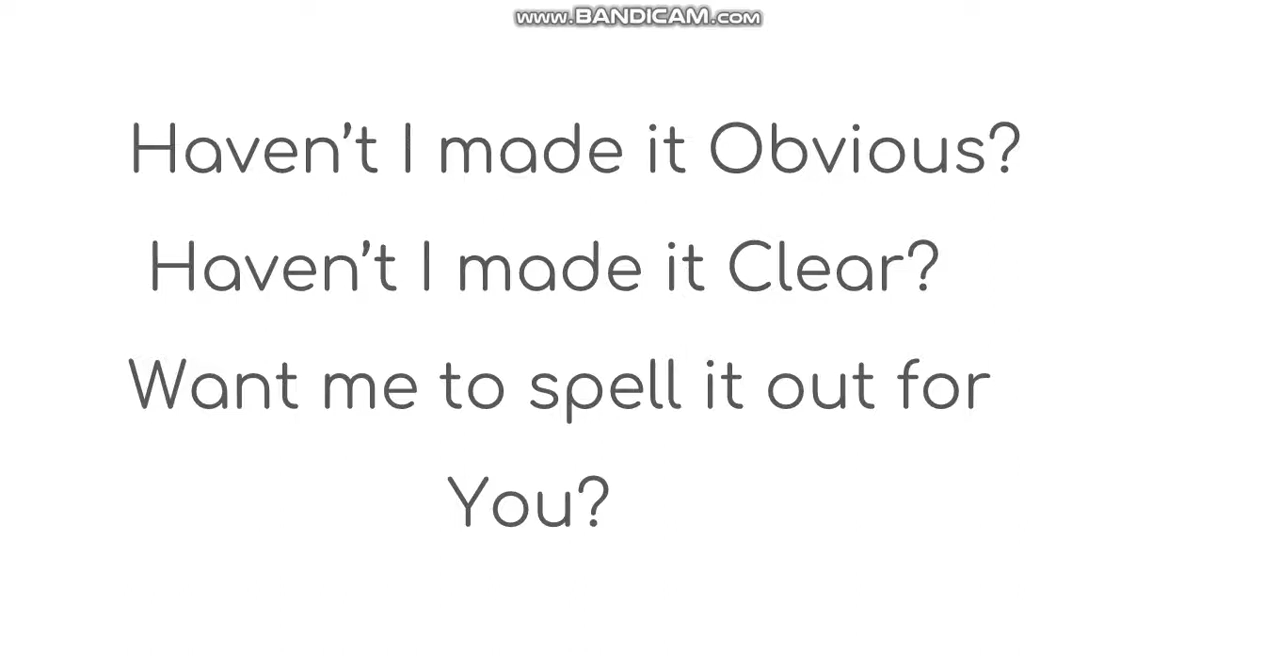 www.BANDICAM.com
Haven’t I made it Obvious?
Haven’t I made it Clear?
Want me to spell it out for
You?